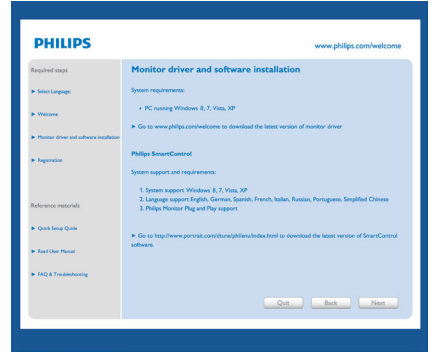 PHILIPS
www.philips.com/welcome
Required steps
► Select Language:
► Welcome
► Monitor driver and software installation
► Registration
Reference materials
► Quick Setup Quide
► Read User Manual
► FAQ & Troubleshooting
Monitor driver and software installation
System requirements:
• PC running Windows 8, 7, Vista, XP
► Go to www.philips.com/welcome to download the latest version of monitor driver
Philips SmartControl
System support and requirements:
1. System support Windows 8, 7, Vista, XP
2. Language support English, German, Spanish, French, Italian, Russian, Portuguese, Simplified Chinese
3. Philips Monitor Plug and Play support
► Go to http://www.portrait.com/dtune/phl/enu/index.html to download the latest version of SmartControl
software.
Quit
Back
Next